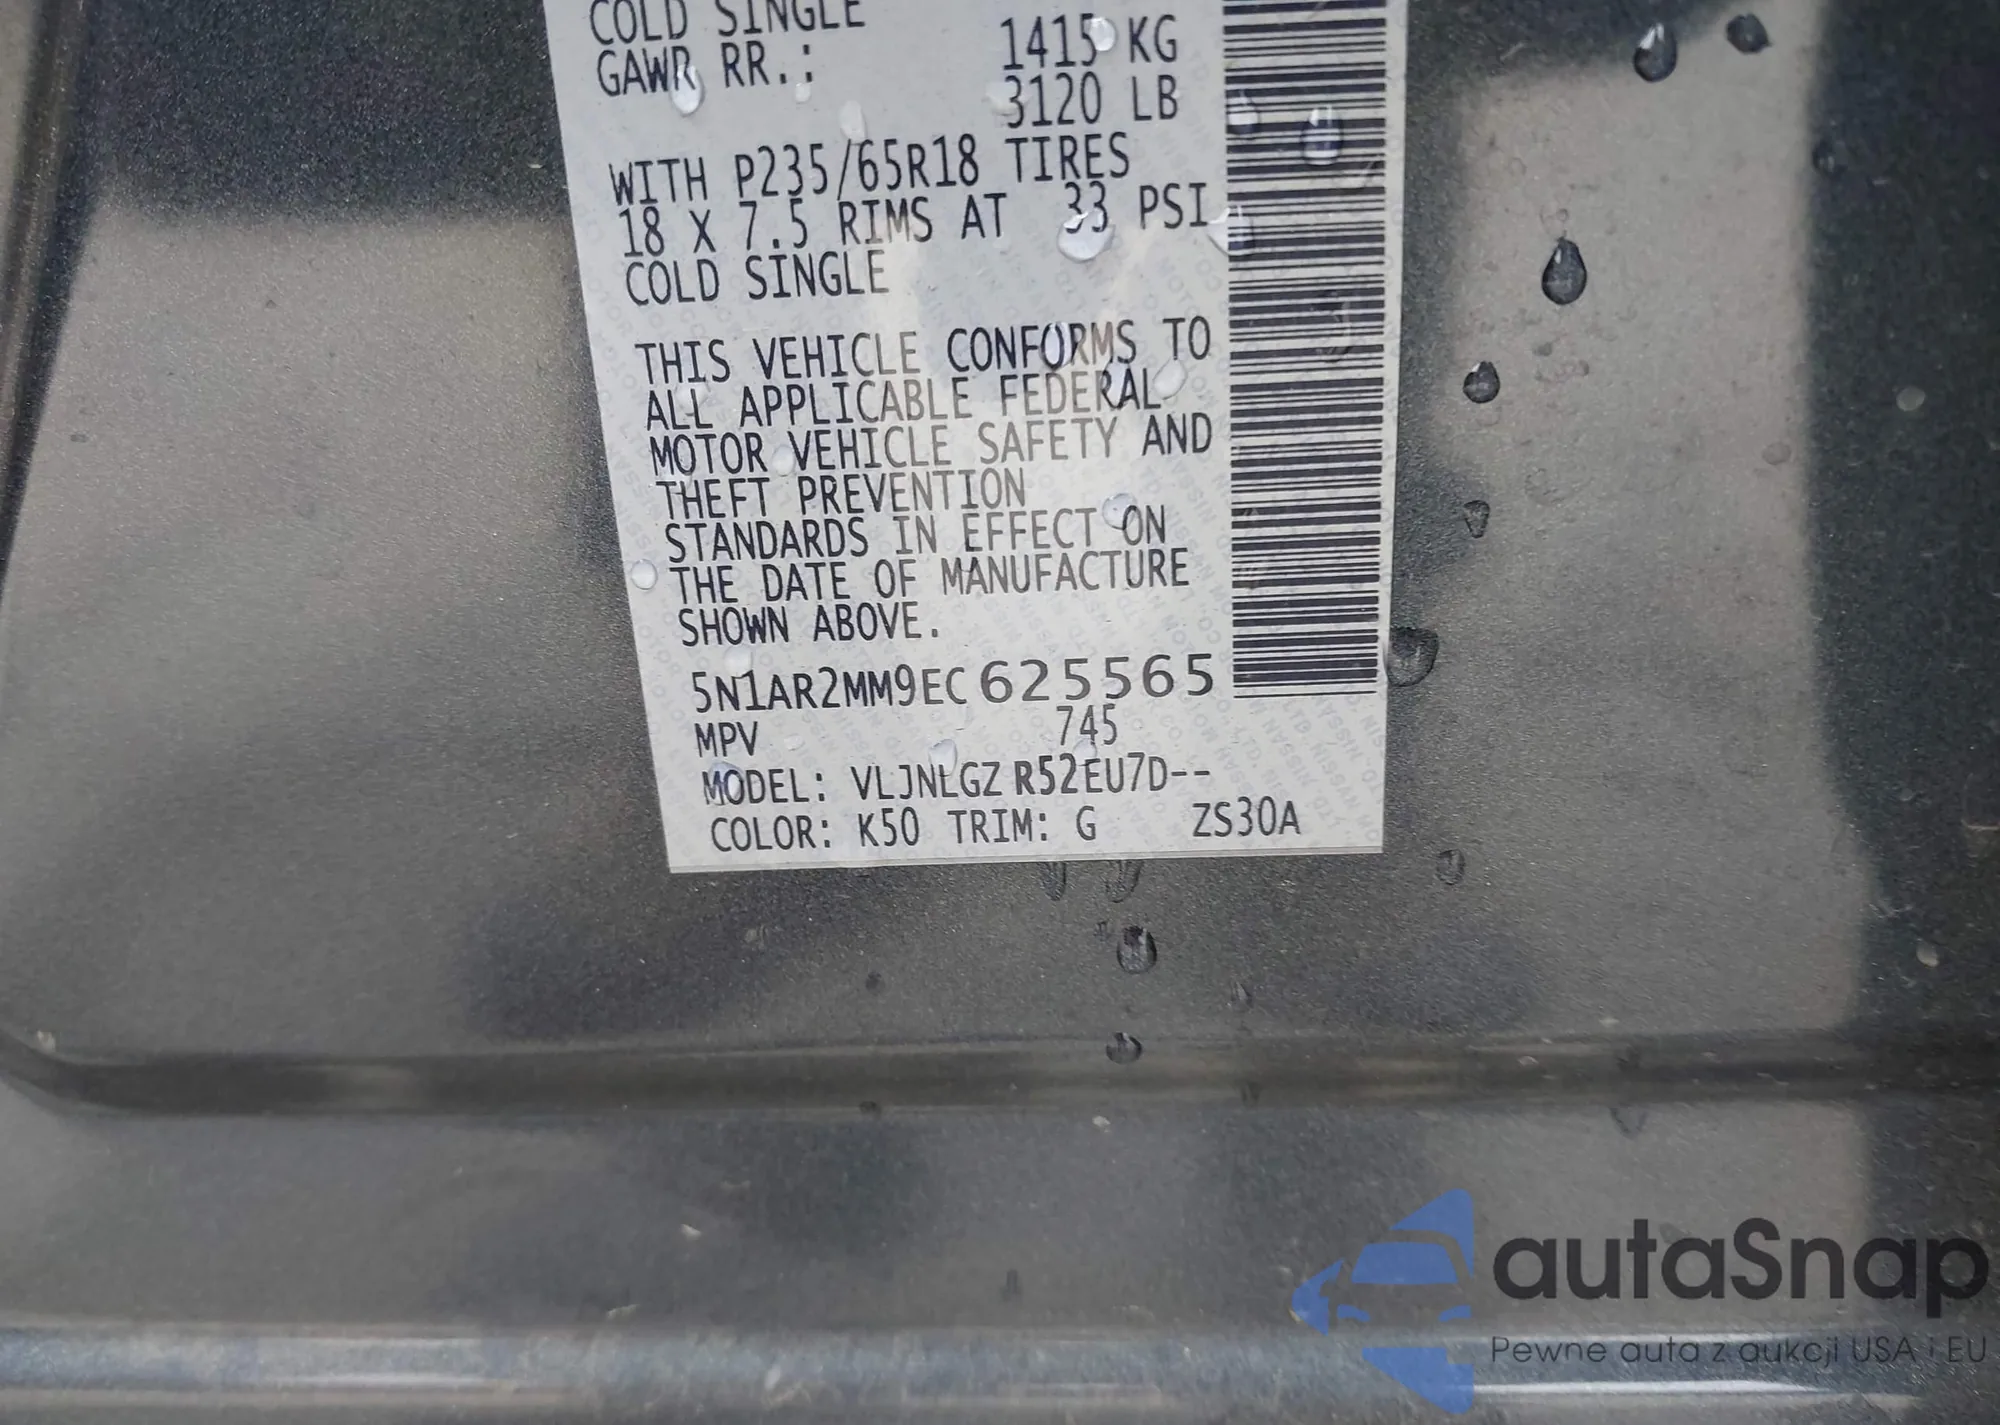 COLD SINGLE
GAWR RR.: 1415 KG
3120 LB
WITH P235/65R18 TIRES
18 X 7.5 RIMS AT 33 PSI
COLD SINGLE
THIS VEHICLE CONFORMS TO
ALL APPLICABLE FEDERAL
MOTOR VEHICLE SAFETY AND
THEFT PREVENTION
STANDARDS IN EFFECT ON
THE DATE OF MANUFACTURE
SHOWN ABOVE.
5N1AR2MM9EC625565
MPV 745
MODEL: VLJNLGZ R52EU7D--
COLOR: K50 TRIM: G ZS30A
autaSnap
Pewne auta z aukcji USA i EU